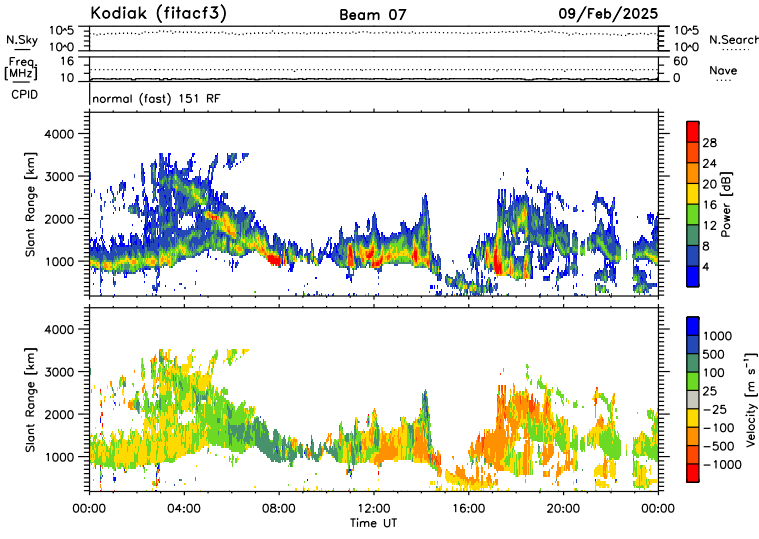 Kodiak (fitacf3) Beam 07 09/Feb/2025
N.Sky 10^5 10^5
10^0 10^0 N.Search
Freq. [MHz] 16 60
10 0 Nave
CPID normal (fast) 151 RF
Slant Range [km]
4000
3000
2000
1000
28
24
20
16
12
8
4
Power [dB]
Slant Range [km]
4000
3000
2000
1000
1000
500
100
25
-25
-100
-500
-1000
Velocity [m s^-1]
00:00 04:00 08:00 12:00 16:00 20:00 00:00
Time UT